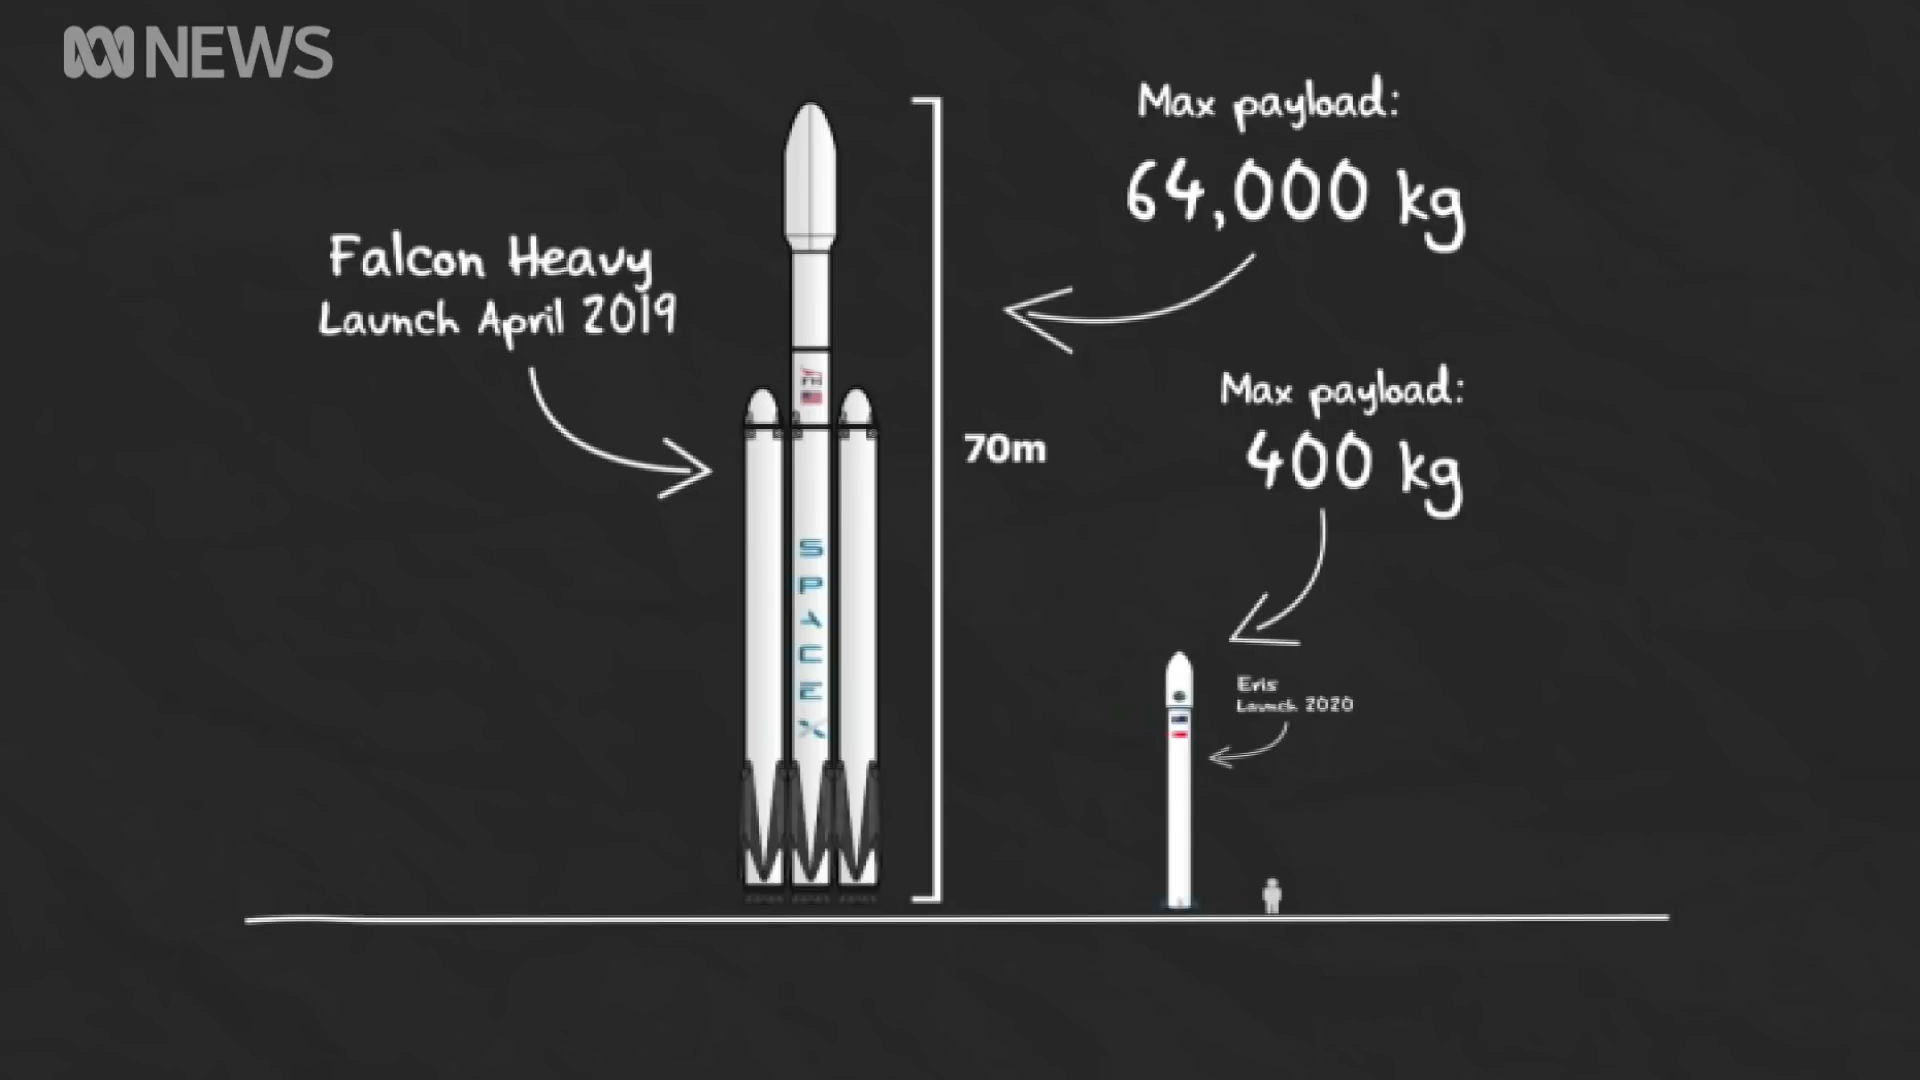 NEWS
Max payload:
64,000 kg
Falcon Heavy
Launch April 2019
Max payload:
400 kg
70m
SPACEX
Eris
Launch 2020